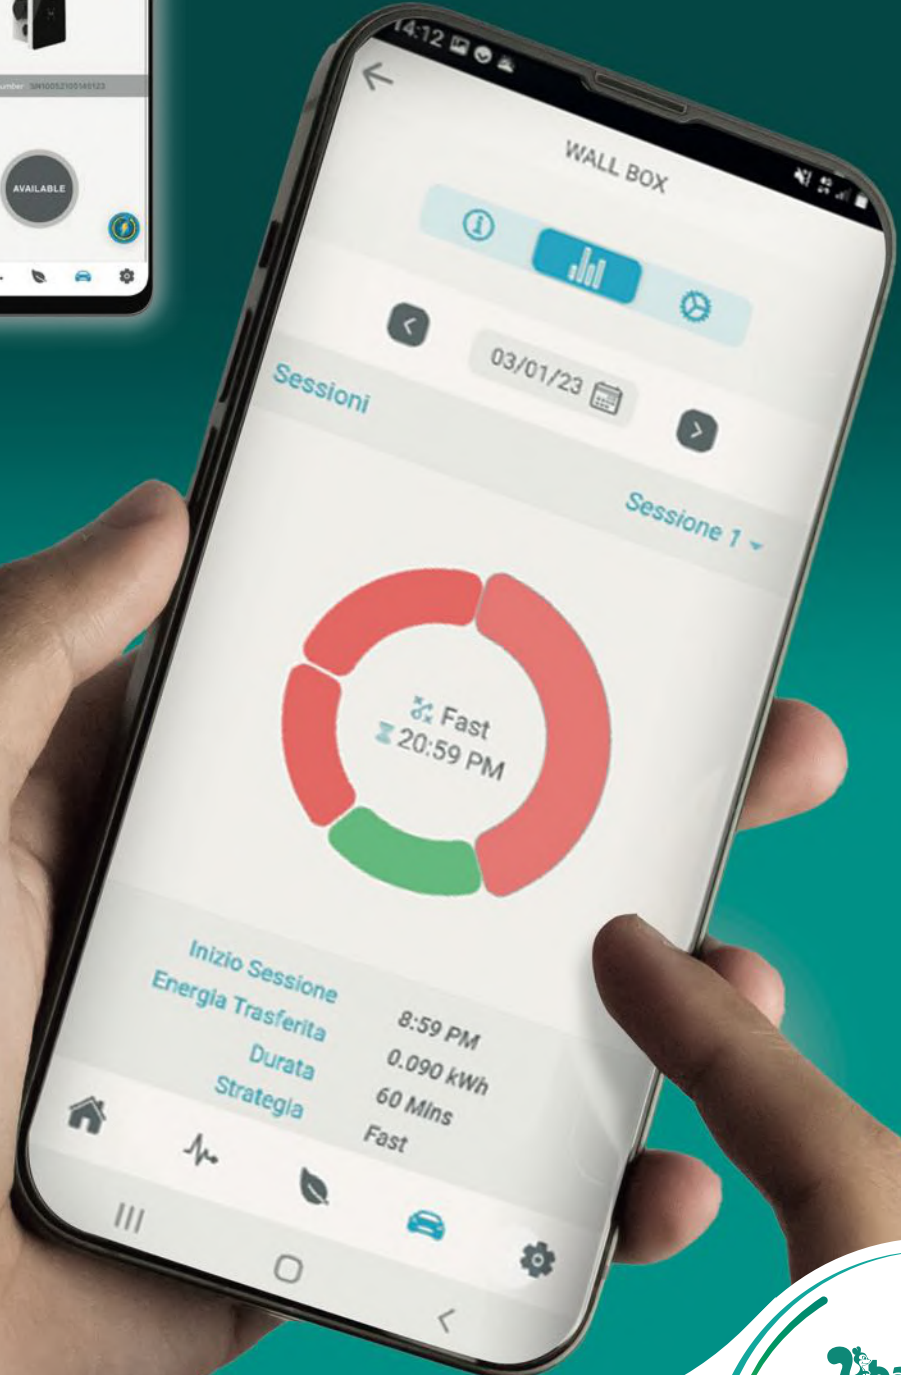 AVAILABLE
14:12
WALL BOX
03/01/23
Sessioni
Sessione 1
Fast
20:59 PM
Inizio Sessione 8:59 PM
Energia Trasferita 0.090 kWh
Durata 60 Mins
Strategia Fast